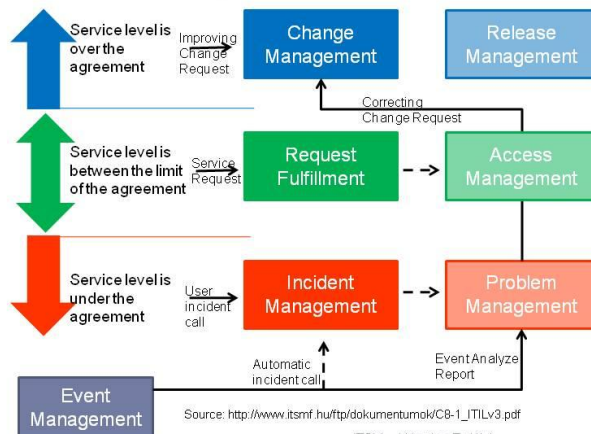 Service level is
over the
agreement
Improving
Change
Request
Change
Management
Release
Management
Correcting
Change Request
Service level is
between the limit
of the agreement
Service
Request
Request
Fulfillment
Access
Management
Service level is
under the
agreement
User
incident
call
Incident
Management
Problem
Management
Automatic
incident call
Event Analyze
Report
Event
Management
Source: http://www.itsmf.hu/ftp/dokumentumok/C8-1_ITILv3.pdf